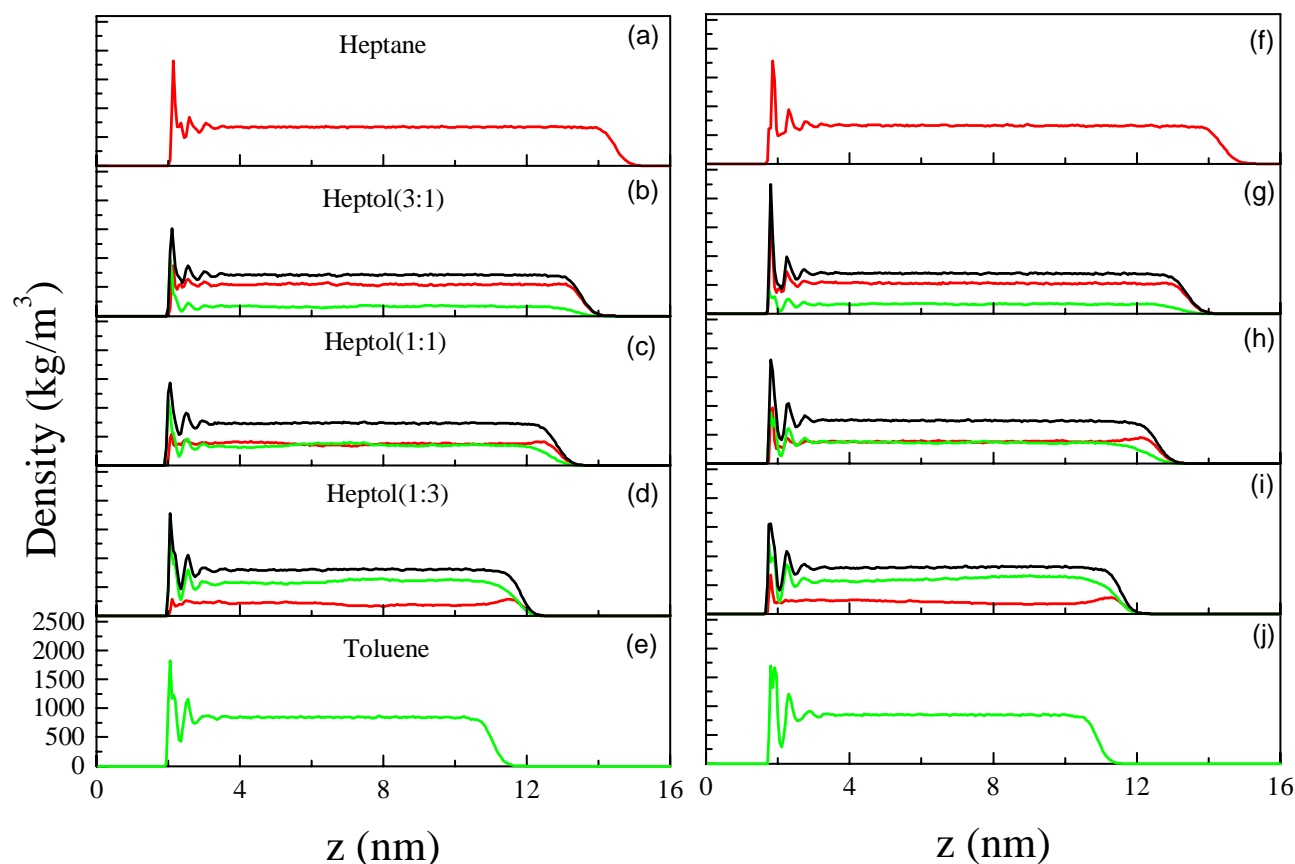 Heptane
(a)
(f)
Heptol(3:1)
(b)
(g)
Heptol(1:1)
(c)
(h)
Heptol(1:3)
(d)
(i)
Toluene
(e)
(j)
Density (kg/m³)
2500
2000
1500
1000
500
0
0 4 8 12 16
0 4 8 12 16
z (nm)
z (nm)